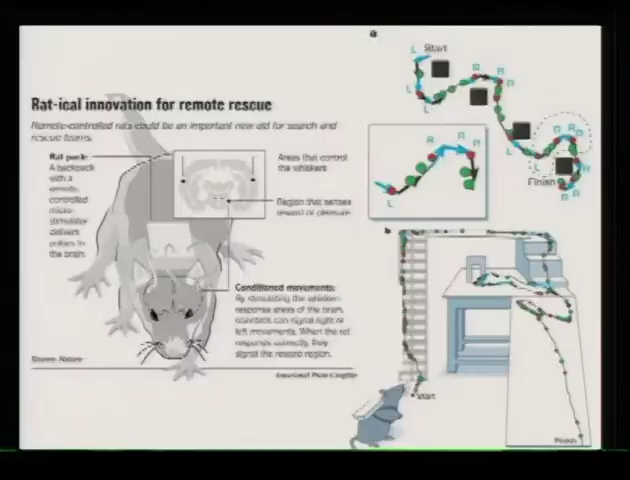 Rat-ical innovation for remote rescue
Remote-controlled rats could be an important new aid for search and
rescue teams.
Rat pack:
A backpack
with a
remote-
controlled
micro-
stimulator
delivers
pulses to
the brain.
Areas that control
the whiskers
Region that senses
reward or pleasure
Conditioned movements:
By stimulating the whisker-
response areas of the brain,
scientists can signal right or
left movements. When the rat
responds correctly, they
signal the reward region.
Source: Nature
Associated Press Graphic
a
L
Start
R
R
R
L
L
L
L
R
R
R
R
R
Finish
R
R
R
L
b
Start
Finish